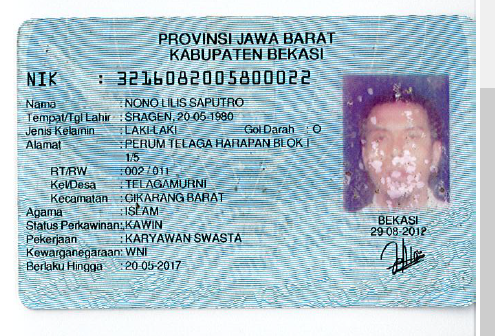 PROVINSI JAWA BARAT
KABUPATEN BEKASI
NIK : 3216082005800022
Nama : NONO LILIS SAPUTRO
Tempat/Tgl Lahir : SRAGEN, 20-05-1980
Jenis Kelamin : LAKI-LAKI Gol Darah : O
Alamat : PERUM TELAGA HARAPAN BLOK I
1/5
RT/RW : 002 / 011
Kel/Desa : TELAGAMURNI
Kecamatan : CIKARANG BARAT
Agama : ISLAM
Status Perkawinan: KAWIN
Pekerjaan : KARYAWAN SWASTA
Kewarganegaraan: WNI
Berlaku Hingga : 20-05-2017
BEKASI
29-08-2012